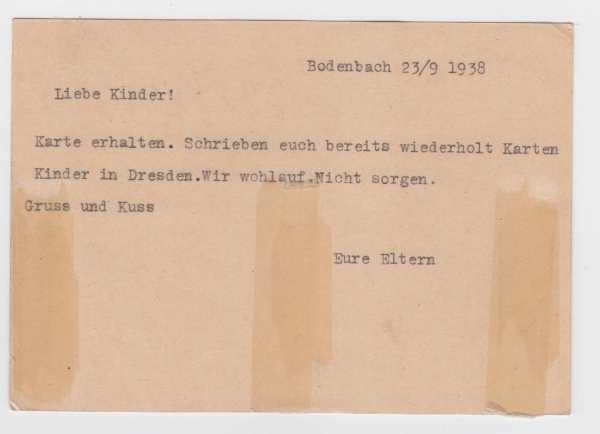 Bodenbach 23/9 1938
Liebe Kinder!
Karte erhalten. Schrieben euch bereits wiederholt Karten
Kinder in Dresden.Wir wohlauf.Nicht sorgen.
Gruss und Kuss
Eure Eltern